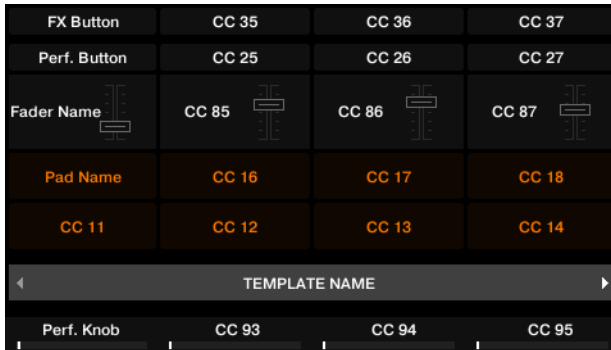 FX Button CC 35 CC 36 CC 37
Perf. Button CC 25 CC 26 CC 27
Fader Name CC 85 CC 86 CC 87
Pad Name CC 16 CC 17 CC 18
CC 11 CC 12 CC 13 CC 14
TEMPLATE NAME
Perf. Knob CC 93 CC 94 CC 95